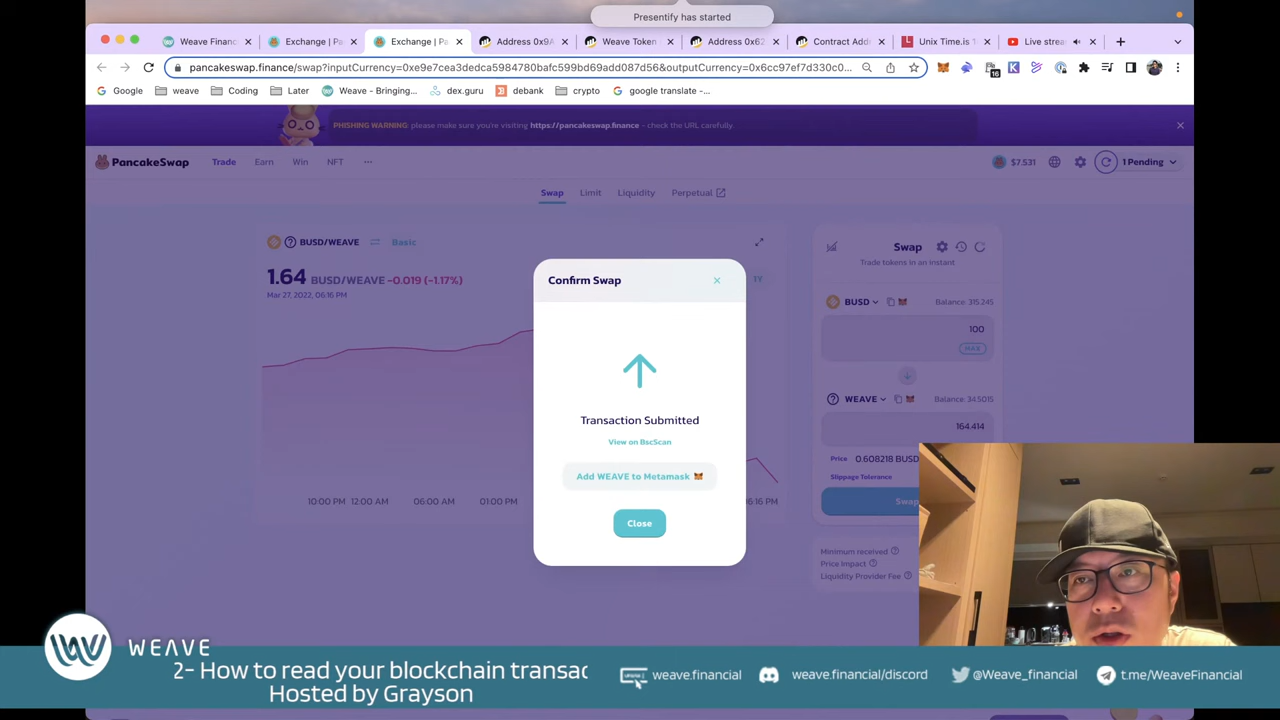 Presentify has started
Weave Financ
Exchange | Pa
Exchange | Pa
Address 0x9A
Weave Token
Address 0x62
Contract Add
Unix Time.is
Live strea
pancakeswap.finance/swap?inputCurrency=0xe9e7cea3dedca5984780bafc599bd69add087d56&outputCurrency=0x6cc97ef7d330c0...
16
Google
weave
Coding
Later
Weave - Bringing...
dex.guru
debank
crypto
google translate -...
PHISHING WARNING: please make sure you're visiting https://pancakeswap.finance - check the URL carefully.
PancakeSwap
Trade
Earn
Win
NFT
$7.531
1 Pending
Swap
Limit
Liquidity
Perpetual
BUSD/WEAVE
Basic
1.64 BUSD/WEAVE -0.019 (-1.17%)
Mar 27, 2022, 06:16 PM
1Y
10:00 PM
12:00 AM
06:00 AM
01:00 PM
06:16 PM
Confirm Swap
Transaction Submitted
View on BscScan
Add WEAVE to Metamask
Close
Swap
Trade tokens in an instant
BUSD
Balance: 315.245
100
MAX
WEAVE
Balance: 34.5015
164.414
Price
0.608218 BUSD
Slippage Tolerance
Swap
Minimum received
Price Impact
Liquidity Provider Fee
WEAVE
2- How to read your blockchain transac
Hosted by Grayson
weave.financial
weave.financial/discord
@Weave_financial
t.me/WeaveFinancial